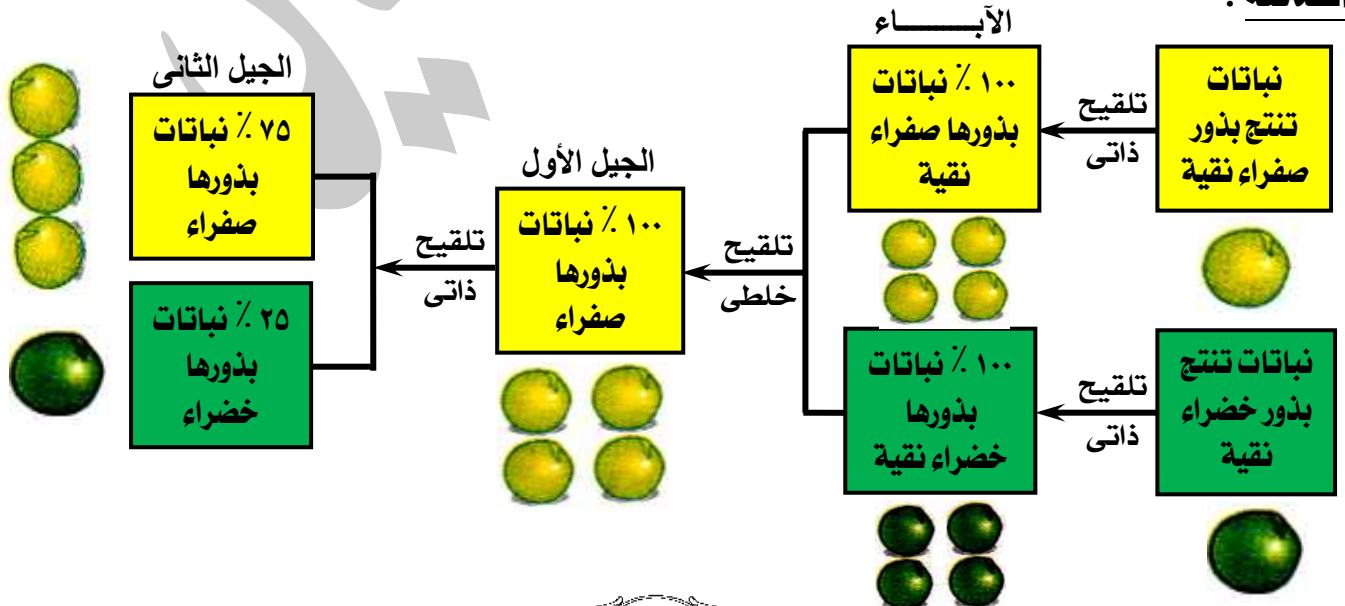 الآبـــــاء
نباتات
تنتج بذور
صفراء نقية
تلقيح
ذاتى
١٠٠ ٪ نباتات
بذورها صفراء
نقية
نباتات تنتج
بذور خضراء
نقية
تلقيح
ذاتى
١٠٠ ٪ نباتات
بذورها
خضراء نقية
تلقيح
خلطى
الجيل الأول
١٠٠ ٪ نباتات
بذورها
صفراء
تلقيح
ذاتى
الجيل الثانى
٧٥ ٪ نباتات
بذورها
صفراء
٢٥ ٪ نباتات
بذورها
خضراء